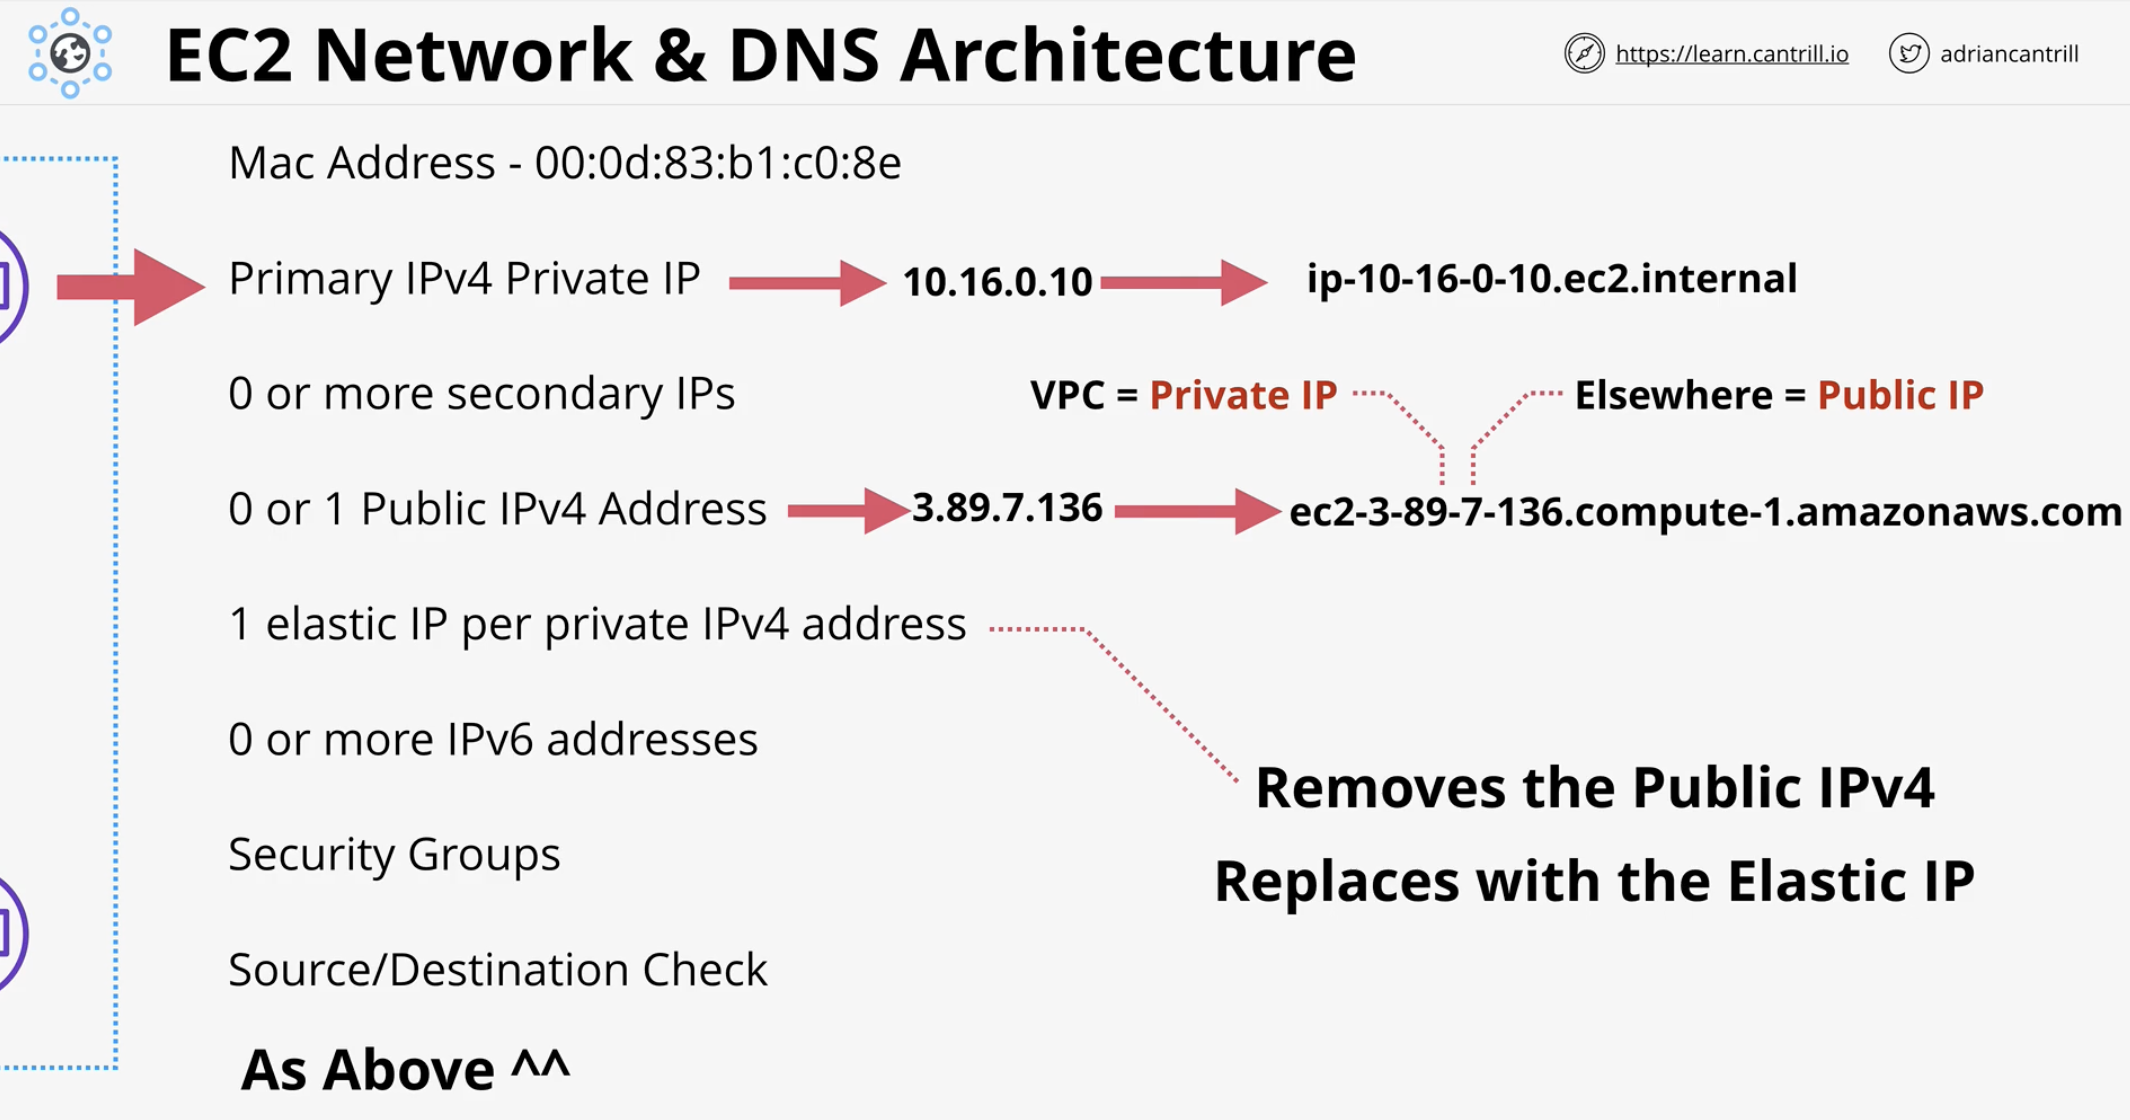 EC2 Network & DNS Architecture
https://learn.cantrill.io
adriancantrill
Mac Address - 00:0d:83:b1:c0:8e
Primary IPv4 Private IP
10.16.0.10
ip-10-16-0-10.ec2.internal
0 or more secondary IPs
VPC = Private IP
Elsewhere = Public IP
0 or 1 Public IPv4 Address
3.89.7.136
ec2-3-89-7-136.compute-1.amazonaws.com
1 elastic IP per private IPv4 address
0 or more IPv6 addresses
Removes the Public IPv4
Replaces with the Elastic IP
Security Groups
Source/Destination Check
As Above ^^